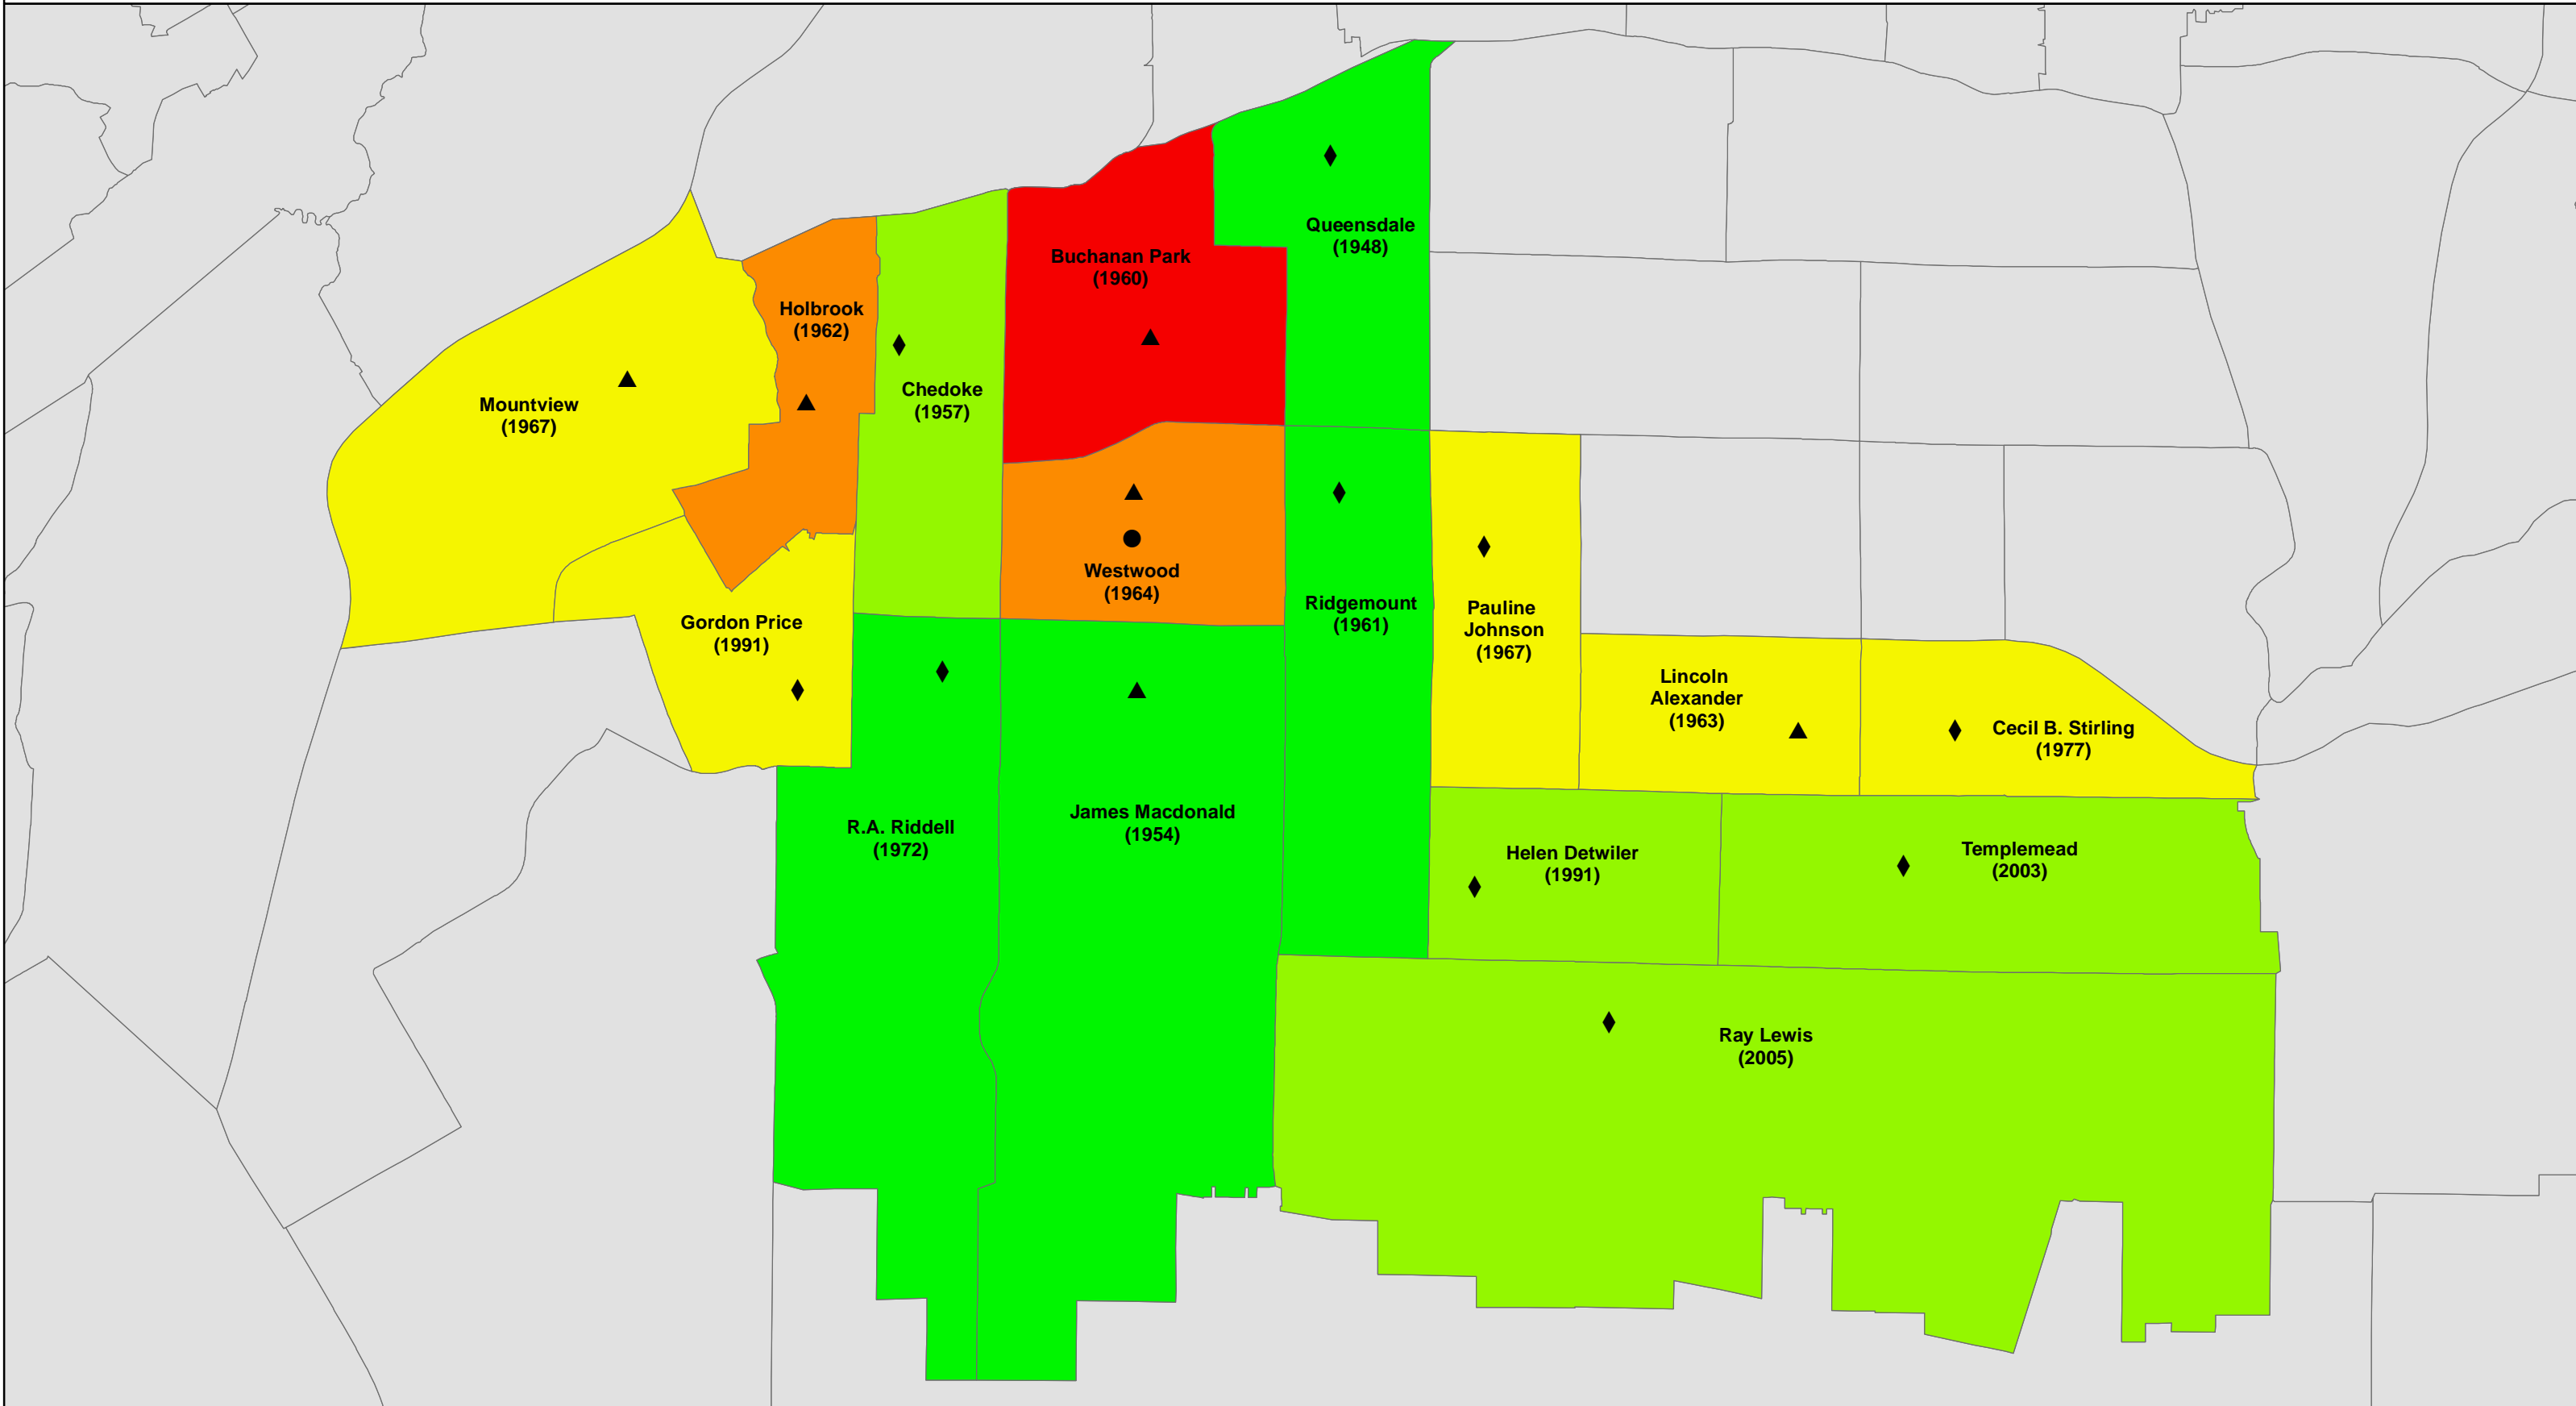 Queensdale
(1948)
Buchanan Park
(1960)
Holbrook
(1962)
Chedoke
(1957)
Mountview
(1967)
Westwood
(1964)
Ridgemount
(1961)
Pauline
Johnson
(1967)
Gordon Price
(1991)
Lincoln
Alexander
(1963)
Cecil B. Stirling
(1977)
James Macdonald
(1954)
R.A. Riddell
(1972)
Helen Detwiler
(1991)
Templemead
(2003)
Ray Lewis
(2005)